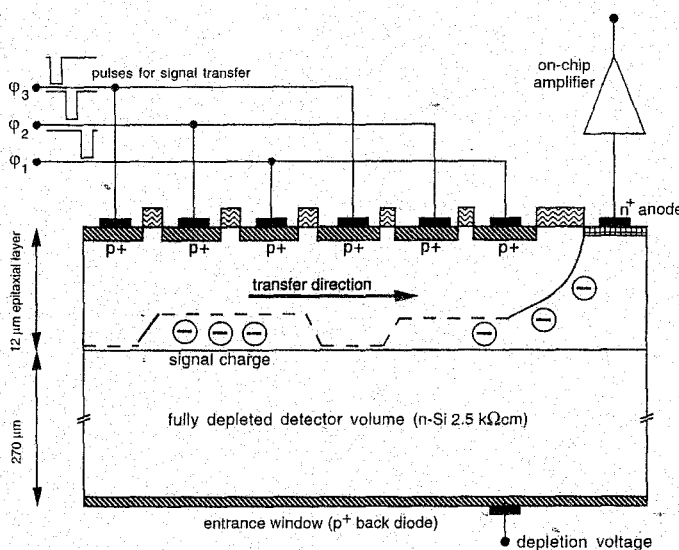 on-chip
amplifier
pulses for signal transfer
φ3
φ2
φ1
n+ anode
p+ p+ p+ p+ p+ p+
12 µm epitaxial layer
transfer direction
signal charge
270 µm
fully depleted detector volume (n-Si 2.5 kΩcm)
entrance window (p+ back diode)
depletion voltage